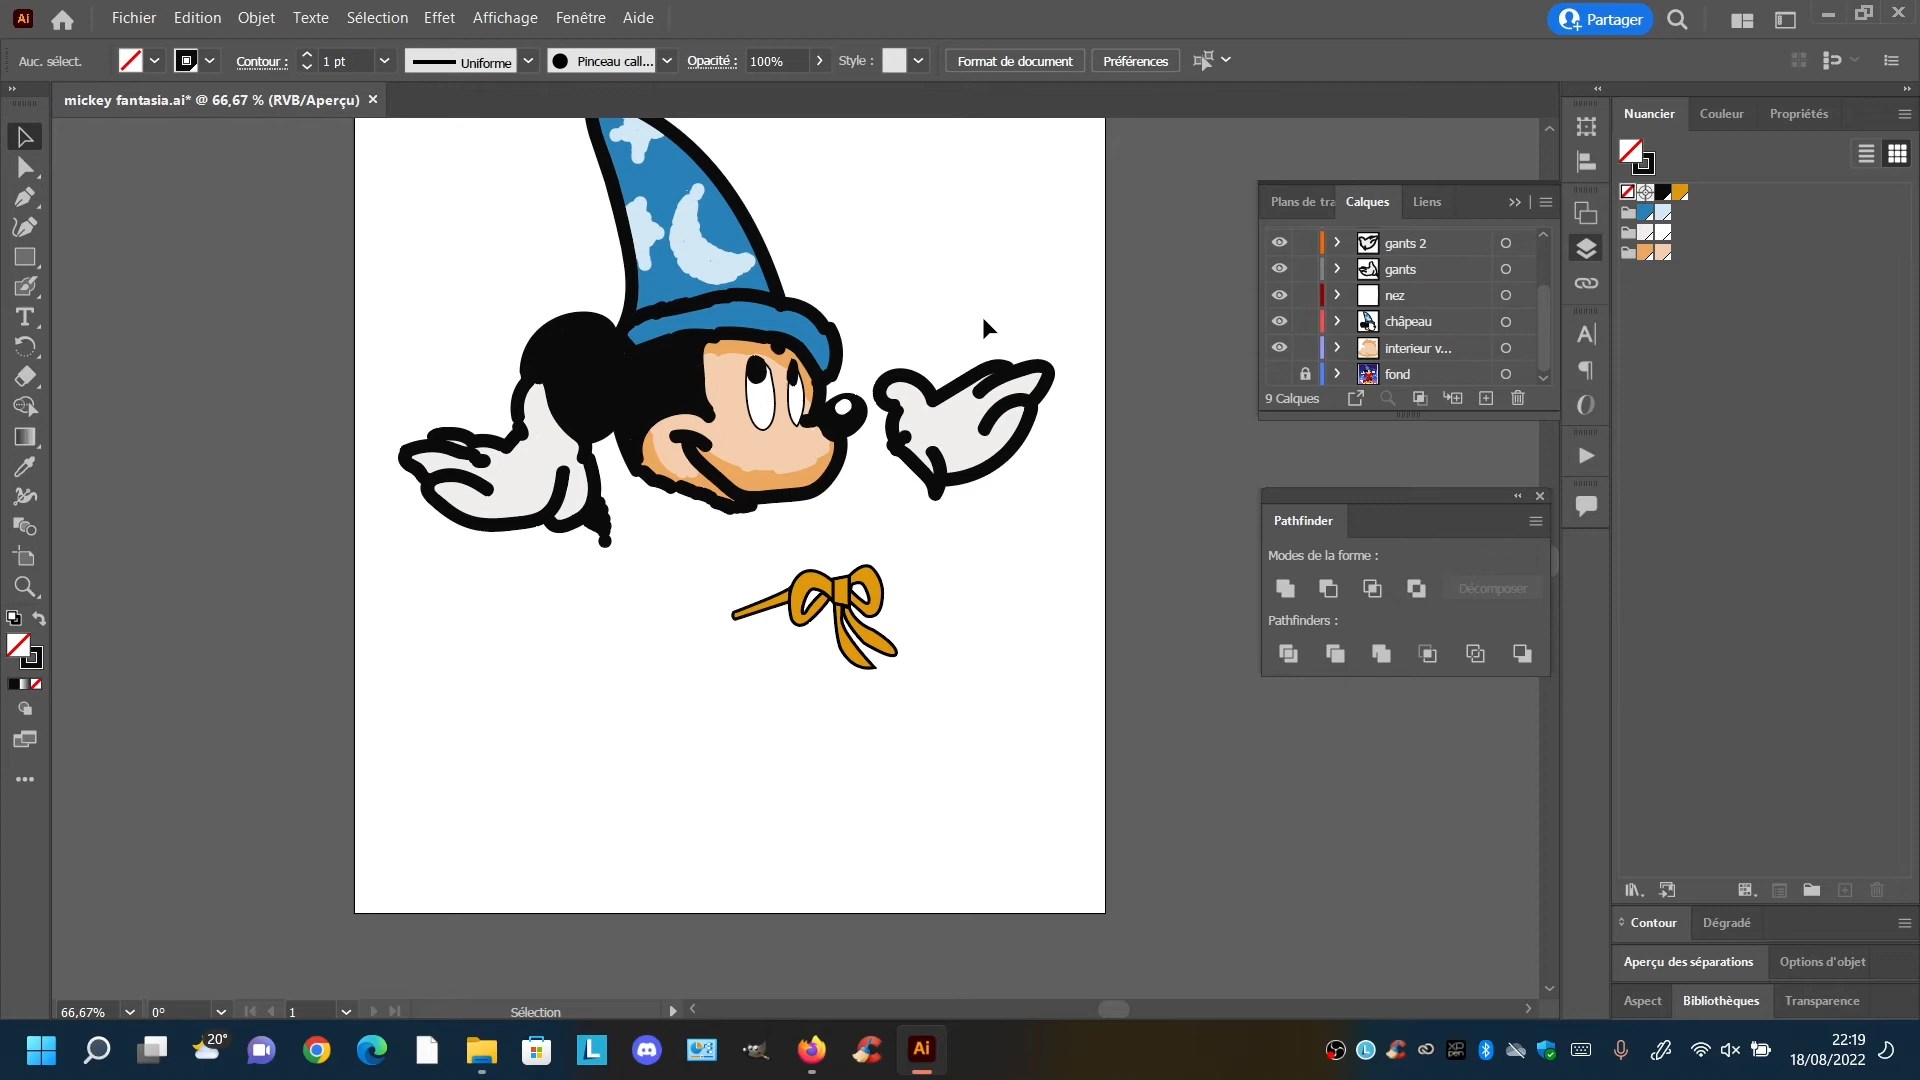 Ai Fichier Edition Objet Texte Sélection Effet Affichage Fenêtre Aide Partager
Auc. sélect. Contour : 1 pt Uniforme Pinceau call... Opacité : 100% Style : Format de document Préférences
mickey fantasia.ai* @ 66,67 % (RVB/Aperçu)
Nuancier Couleur Propriétés
Plans de tra Calques Liens
gants 2
gants
nez
châpeau
interieur v...
fond
9 Calques
Pathfinder
Modes de la forme :
Décomposer
Pathfinders :
Contour Dégradé
Aperçu des séparations Options d'objet
Aspect Bibliothèques Transparence
66,67% 0° 1 Sélection
20°
L
Ai
22:19
18/08/2022